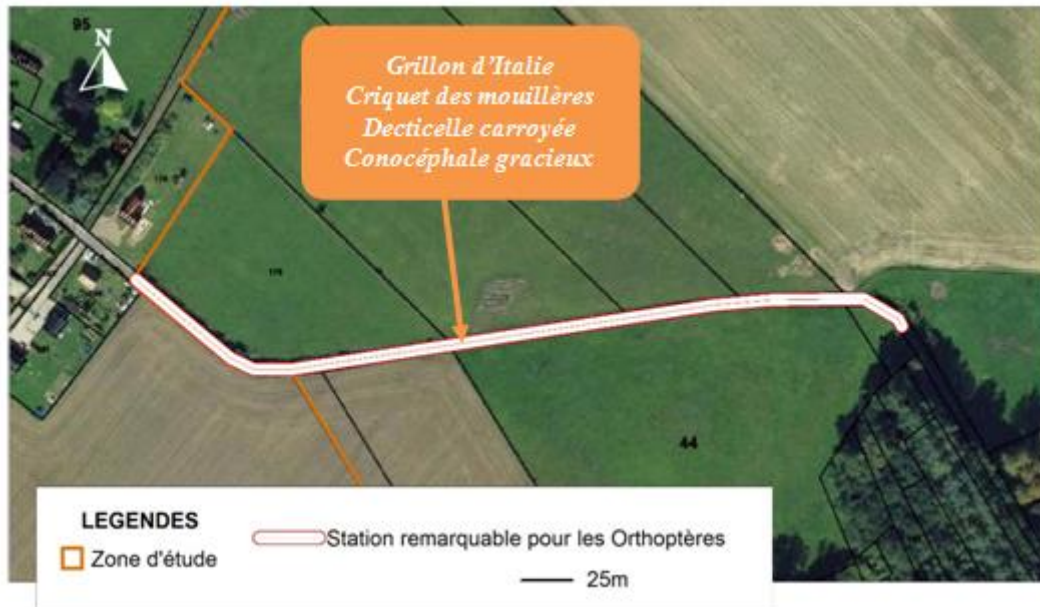 95
N
Grillon d'Italie
Criquet des mouillères
Decticelle carroyée
Conocéphale gracieux
44
LEGENDES
Zone d'étude
Station remarquable pour les Orthoptères
25m